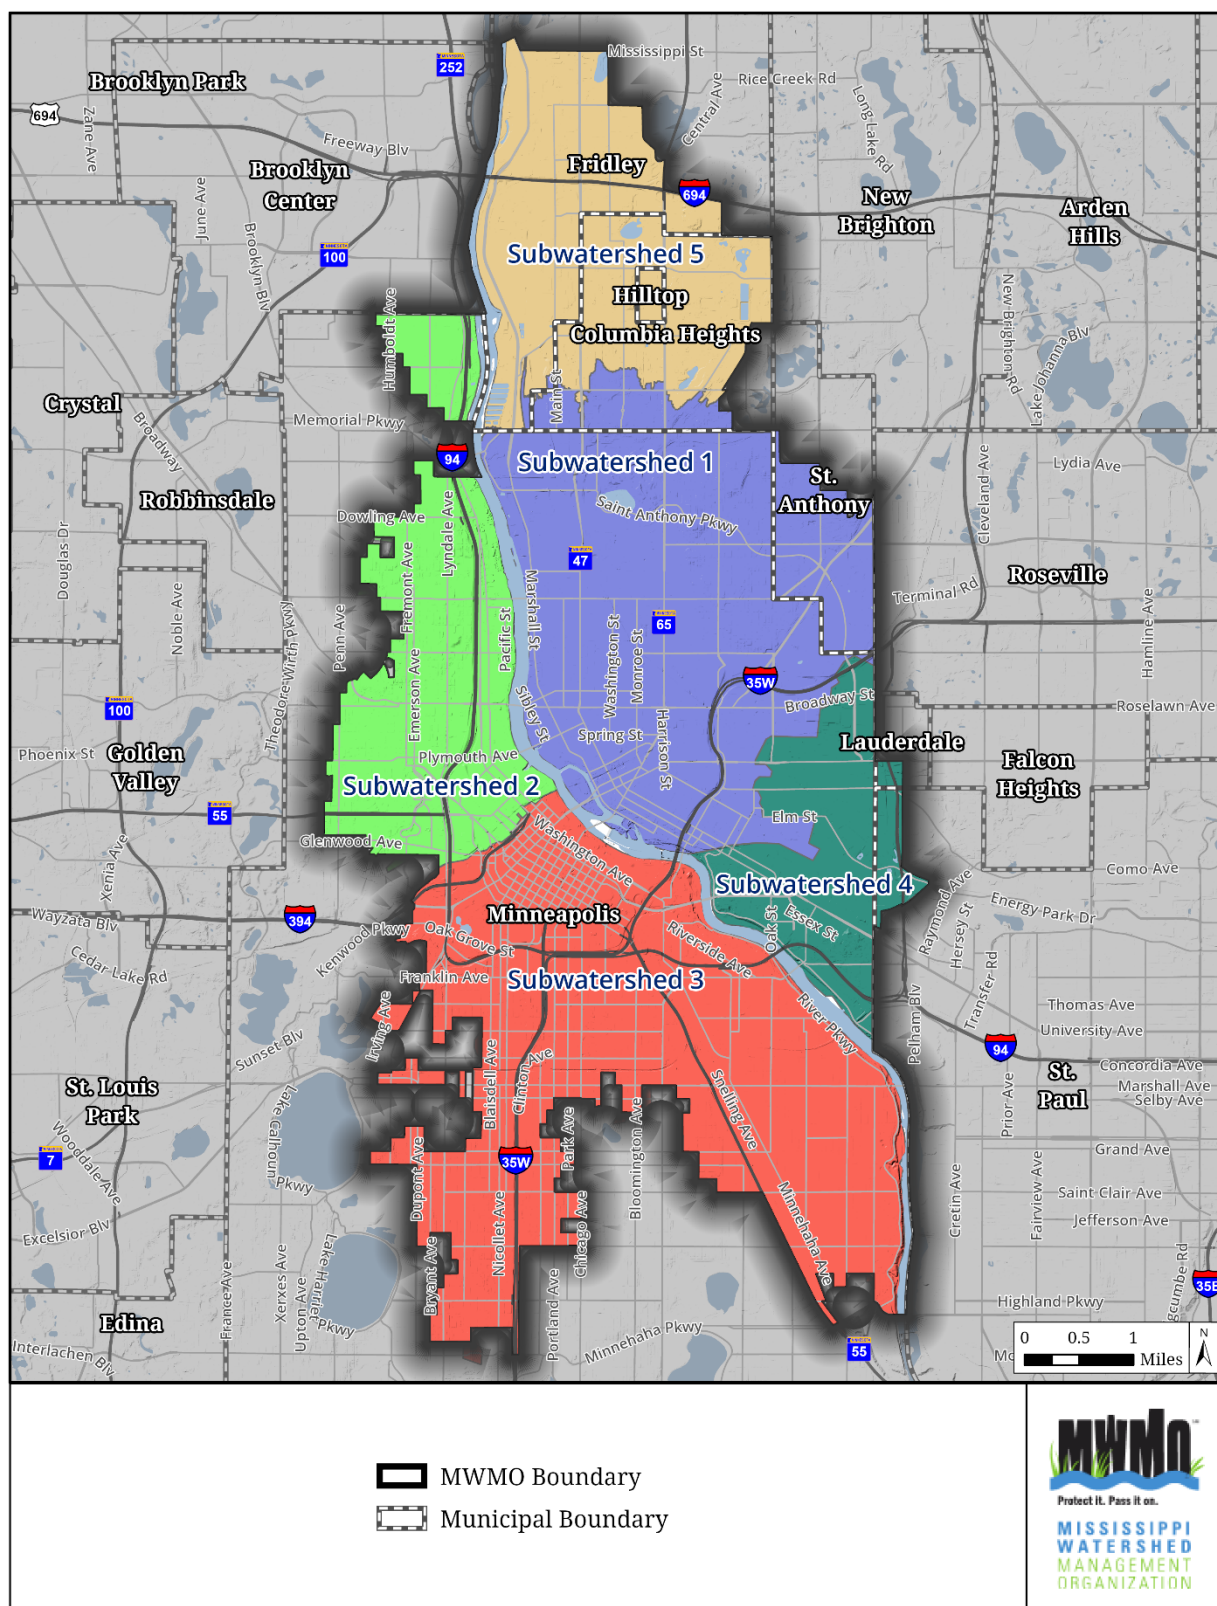 Mississippi St
252
Rice Creek Rd
Brooklyn Park
Central Ave
Long Lake Rd
694
Zane Ave
Freeway Blv
Fridley
Brooklyn
Center
694
New
Brighton
Arden
Hills
June Ave
Brooklyn Blv
100
Subwatershed 5
Hilltop
Columbia Heights
New Brighton Rd
Lake Johanna Blv
Humboldt Ave
Main St
Crystal
Memorial Pkwy
Broadway
94
Subwatershed 1
Cleveland Ave
Lydia Ave
St.
Anthony
Robbinsdale
Saint Anthony Pkwy
Dowling Ave
Lyndale Ave
Douglas Dr
47
Roseville
Terminal Rd
Noble Ave
Fremont Ave
Marshall St
Pacific St
Penn Ave
Theodore Wirth Pkwy
Washington St
Monroe St
65
Hamline Ave
Emerson Ave
35W
Broadway St
Roselawn Ave
100
Sibley St
Harrison St
Spring St
Phoenix St
Golden
Valley
Plymouth Ave
Lauderdale
Falcon
Heights
Subwatershed 2
55
Elm St
Glenwood Ave
Washington Ave
Xenia Ave
Como Ave
Subwatershed 4
Raymond Ave
Wayzata Blv
394
Minneapolis
Essex St
Oak St
Hersey St
Energy Park Dr
Kenwood Pkwy
Oak Grove St
Riverside Ave
Cedar Lake Rd
Franklin Ave
Subwatershed 3
Transfer Rd
Thomas Ave
Irving Ave
River Pkwy
Pelham Blv
University Ave
Sunset Blv
94
Concordia Ave
St. Louis
Park
Blaisdell Ave
Clinton Ave
Snelling Ave
St.
Paul
Marshall Ave
Selby Ave
Lake Calhoun Pkwy
Prior Ave
Wooddale Ave
7
35W
Park Ave
Bloomington Ave
Grand Ave
Dupont Ave
Minnehaha Ave
Cretin Ave
Fairview Ave
Saint Clair Ave
Jefferson Ave
Excelsior Blv
Nicollet Ave
Chicago Ave
France Ave
Xerxes Ave
Upton Ave
Lake Harriet Pkwy
Bryant Ave
Portland Ave
gcumbe Rd
35E
Highland Pkwy
Edina
Interlachen Blv
Minnehaha Pkwy
55
0 0.5 1
Miles
N
MWMO Boundary
Municipal Boundary
MWMO
Protect it. Pass it on.
MISSISSIPPI
WATERSHED
MANAGEMENT
ORGANIZATION